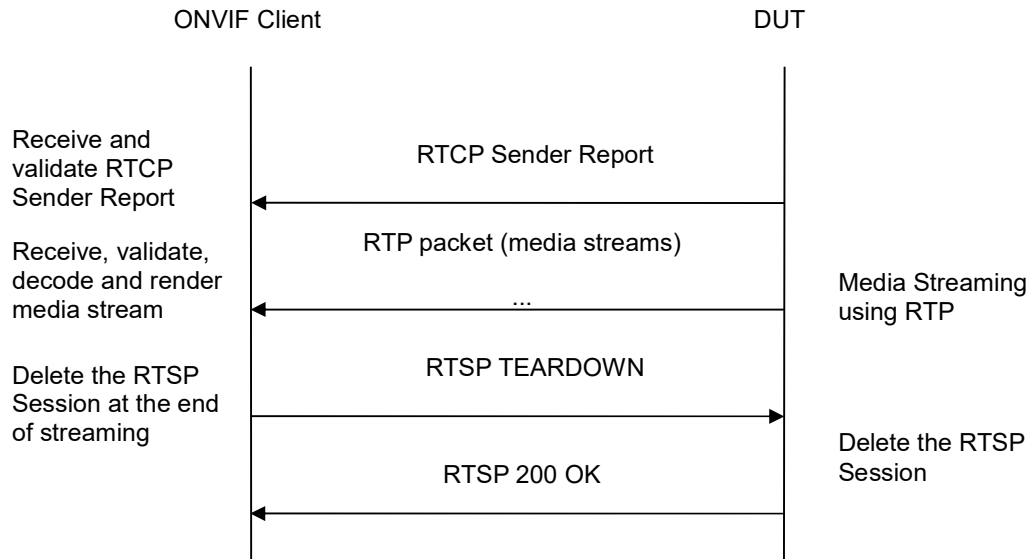 ONVIF Client
DUT
Receive and
validate RTCP
Sender Report
RTCP Sender Report
RTP packet (media streams)
Receive, validate,
decode and render
media stream
...
Media Streaming
using RTP
RTSP TEARDOWN
Delete the RTSP
Session at the end
of streaming
Delete the RTSP
Session
RTSP 200 OK